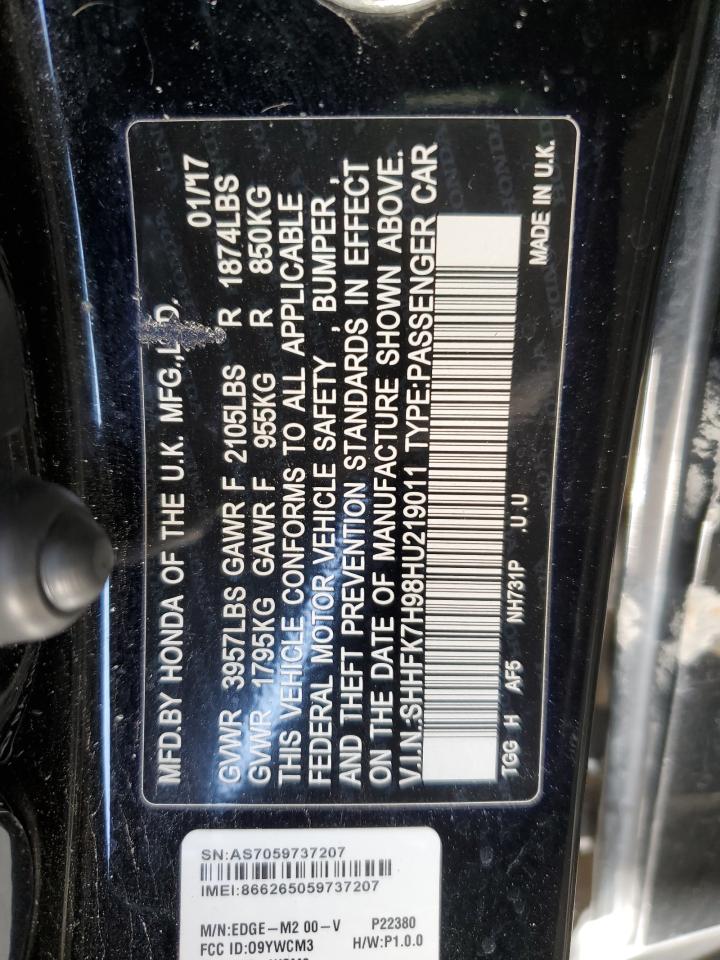 MFD.BY HONDA OF THE U.K. MFG.,L D. 01/17
GVWR 3957LBS GAWR F 2105LBS R 1874LBS
GVWR 1795KG GAWR F 955KG R 850KG
THIS VEHICLE CONFORMS TO ALL APPLICABLE
FEDERAL MOTOR VEHICLE SAFETY , BUMPER ,
AND THEFT PREVENTION STANDARDS IN EFFECT
ON THE DATE OF MANUFACTURE SHOWN ABOVE.
V.I.N.:SHHFK7H98HU219011 TYPE:PASSENGER CAR
TGG H AF5 NH731P .U.U MADE IN U.K.
SN:AS7059737207
IMEI:866265059737207
M/N:EDGE-M2 00-V P22380
FCC ID:O9YWCM3 H/W:P1.0.0